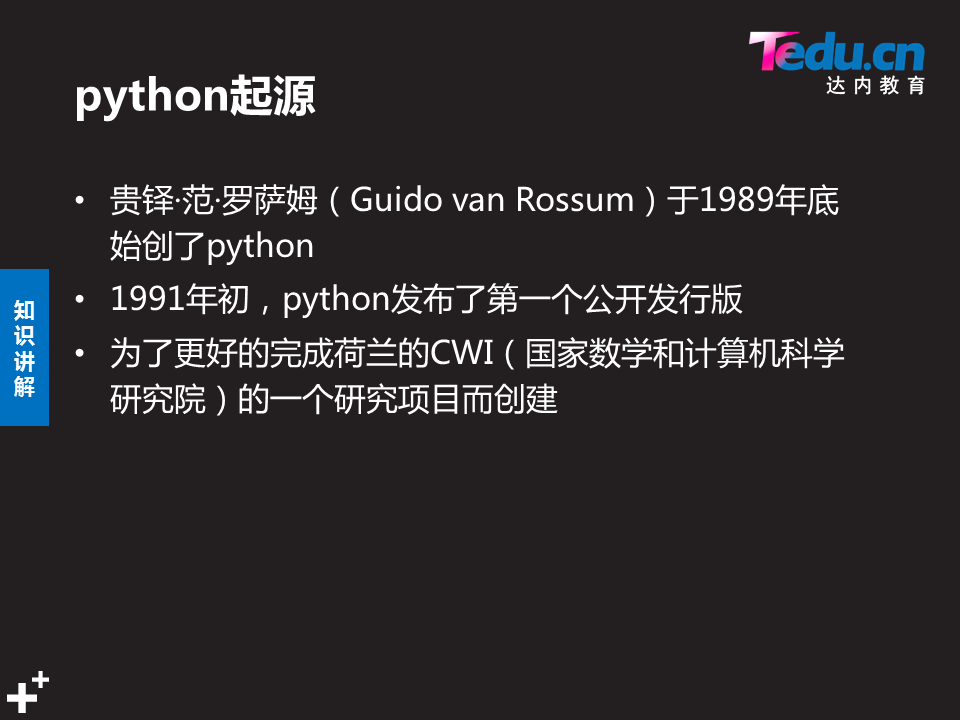 Tedu.cn
达内教育
python起源
• 贵铎·范·罗萨姆（Guido van Rossum）于1989年底
始创了python
• 1991年初，python发布了第一个公开发行版
• 为了更好的完成荷兰的CWI（国家数学和计算机科学
研究院）的一个研究项目而创建
知
识
讲
解